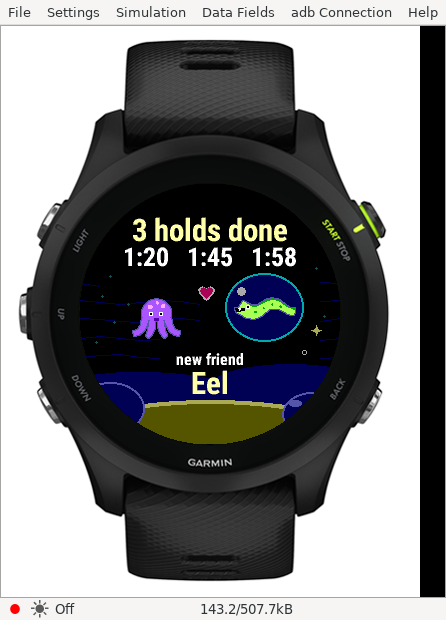 File Settings Simulation Data Fields adb Connection Help
3 holds done
1:20 1:45 1:58
LIGHT
START STOP
UP
new friend
Eel
DOWN
BACK
GARMIN
Off 143.2/507.7kB